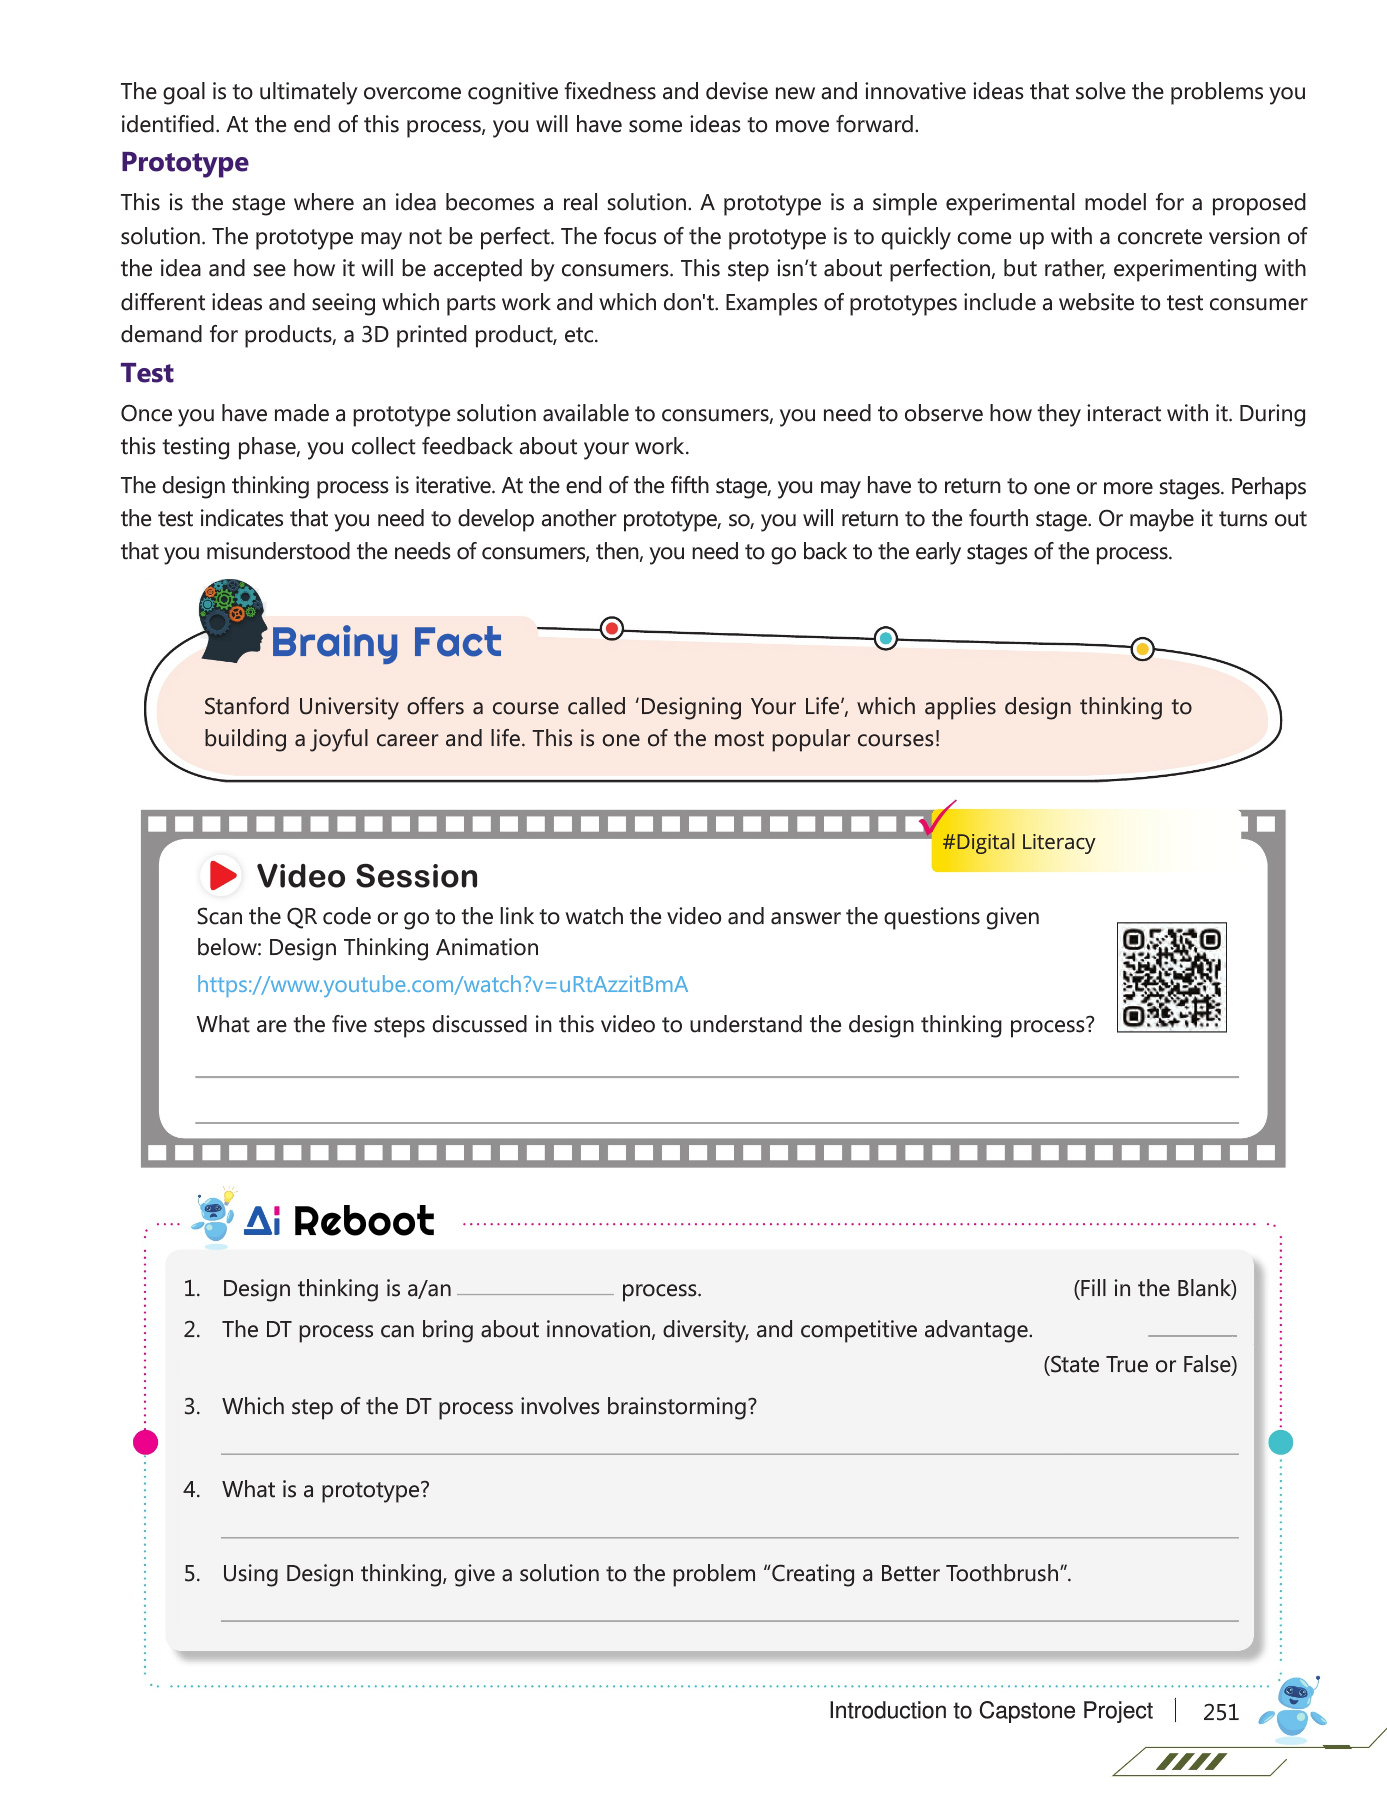 The goal is to ultimately overcome cognitive fixedness and devise new and innovative ideas that solve the problems you
identified. At the end of this process, you will have some ideas to move forward.
Prototype
This is the stage where an idea becomes a real solution. A prototype is a simple experimental model for a proposed
solution. The prototype may not be perfect. The focus of the prototype is to quickly come up with a concrete version of
the idea and see how it will be accepted by consumers. This step isn’t about perfection, but rather, experimenting with
different ideas and seeing which parts work and which don't. Examples of prototypes include a website to test consumer
demand for products, a 3D printed product, etc.
Test
Once you have made a prototype solution available to consumers, you need to observe how they interact with it. During
this testing phase, you collect feedback about your work.
The design thinking process is iterative. At the end of the fifth stage, you may have to return to one or more stages. Perhaps
the test indicates that you need to develop another prototype, so, you will return to the fourth stage. Or maybe it turns out
that you misunderstood the needs of consumers, then, you need to go back to the early stages of the process.
Brainy Fact
Stanford University offers a course called ‘Designing Your Life’, which applies design thinking to
building a joyful career and life. This is one of the most popular courses!
#Digital Literacy
Video Session
Scan the QR code or go to the link to watch the video and answer the questions given
below: Design Thinking Animation
https://www.youtube.com/watch?v=uRtAzzitBmA
What are the five steps discussed in this video to understand the design thinking process?
Ai Reboot
1. Design thinking is a/an ______ process. (Fill in the Blank)
2. The DT process can bring about innovation, diversity, and competitive advantage. ______
(State True or False)
3. Which step of the DT process involves brainstorming?
4. What is a prototype?
5. Using Design thinking, give a solution to the problem “Creating a Better Toothbrush”.
Introduction to Capstone Project 251